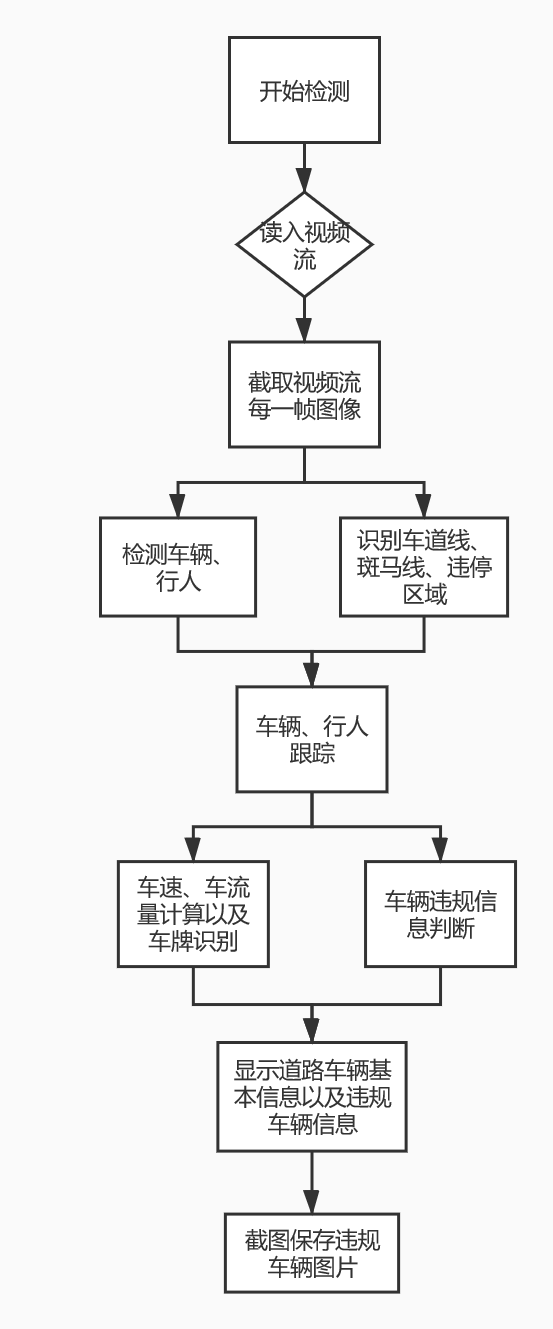 开始检测
读入视频
流
截取视频流
每一帧图像
检测车辆、
行人
识别车道线、
斑马线、违停
区域
车辆、行人
跟踪
车速、车流
量计算以及
车牌识别
车辆违规信
息判断
显示道路车辆基
本信息以及违规
车辆信息
截图保存违规
车辆图片